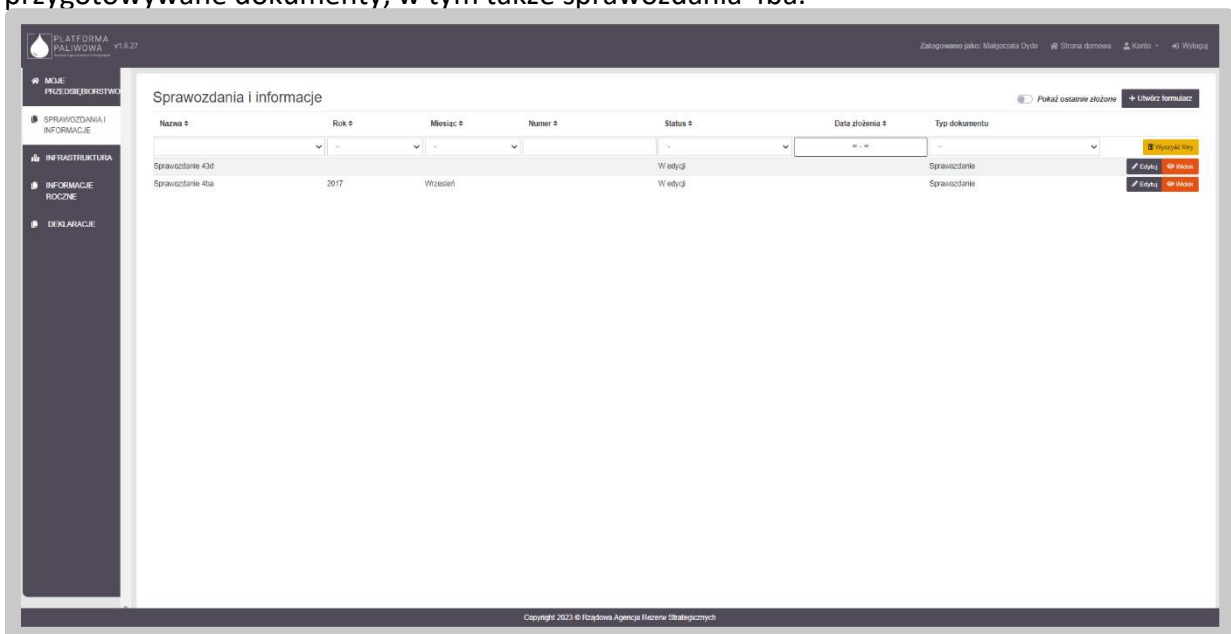 przygotowywane dokumenty, w tym także sprawozdania 4ba.
PLATFORMA
PALIWOWA v1.6.27
Zalogowano jako: Małgorzata Dydo Strona domowa Konto Wyloguj
MOJE
PRZEDSIĘBIORSTWO
SPRAWOZDANIA I
INFORMACJE
INFRASTRUKTURA
INFORMACJE
ROCZNE
DEKLARACJE
Sprawozdania i informacje
Pokaż ostatnie złożone + Utwórz formularz
Nazwa Rok Miesiąc Numer Status Data złożenia Typ dokumentu
- - - - -
Wyczyść filtry
Sprawozdanie 43d W edycji Sprawozdanie Edytuj Widok
Sprawozdanie 4ba 2017 Wrzesień W edycji Sprawozdanie Edytuj Widok
Copyright 2023 © Rządowa Agencja Rezerw Strategicznych